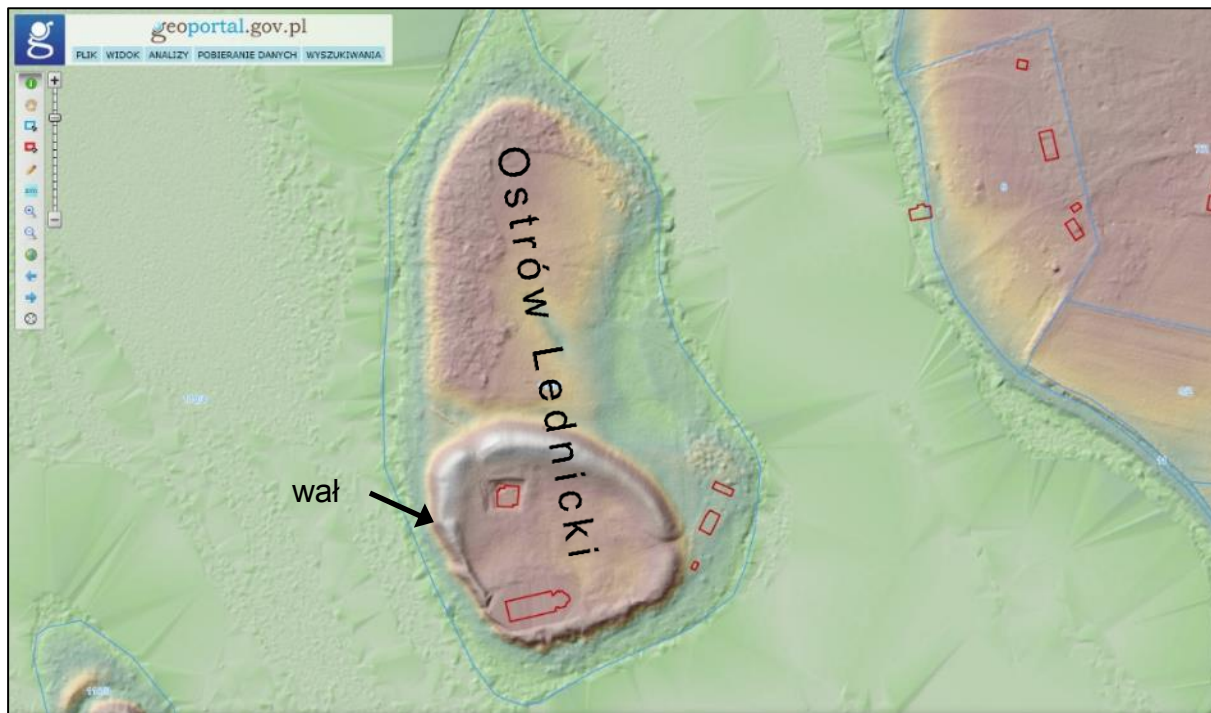 geoportal.gov.pl
PLIK WIDOK ANALIZY POBIERANIE DANYCH WYSZUKIWANIA
Ostrów Lednicki
wał